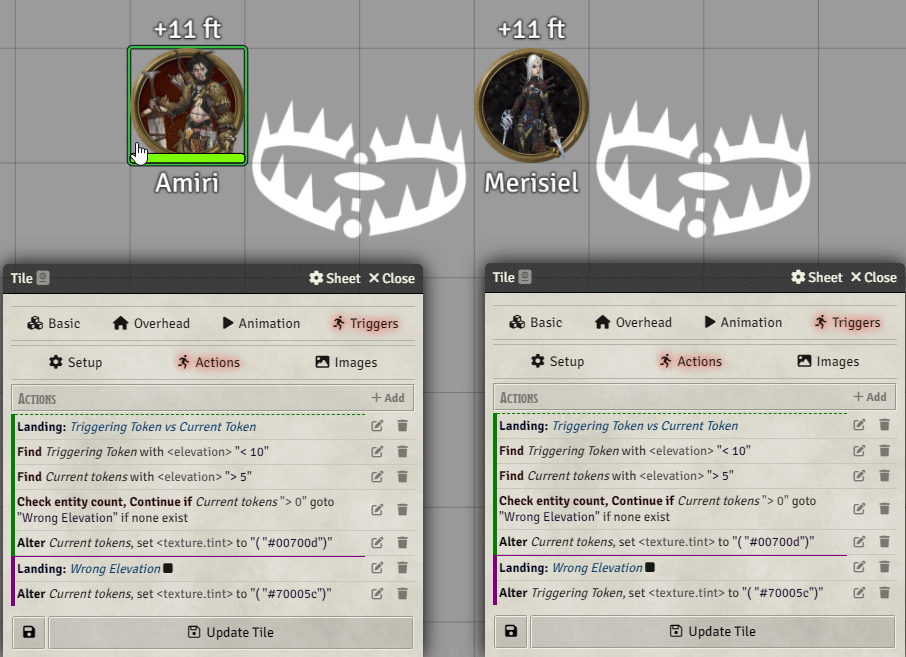 +11 ft
Amiri
Tile Sheet Close
Basic Overhead Animation Triggers
Setup Actions Images
Actions + Add
Landing: Triggering Token vs Current Token
Find Triggering Token with <elevation> "< 10"
Find Current tokens with <elevation> "> 5"
Check entity count, Continue if Current tokens "> 0" goto
"Wrong Elevation" if none exist
Alter Current tokens, set <texture.tint> to "( "#00700d")"
Landing: Wrong Elevation
Alter Current tokens, set <texture.tint> to "( "#70005c")"
Update Tile
+11 ft
Merisiel
Tile Sheet Close
Basic Overhead Animation Triggers
Setup Actions Images
Actions + Add
Landing: Triggering Token vs Current Token
Find Triggering Token with <elevation> "< 10"
Find Current tokens with <elevation> "> 5"
Check entity count, Continue if Current tokens "> 0" goto
"Wrong Elevation" if none exist
Alter Current tokens, set <texture.tint> to "( "#00700d")"
Landing: Wrong Elevation
Alter Triggering Token, set <texture.tint> to "( "#70005c")"
Update Tile